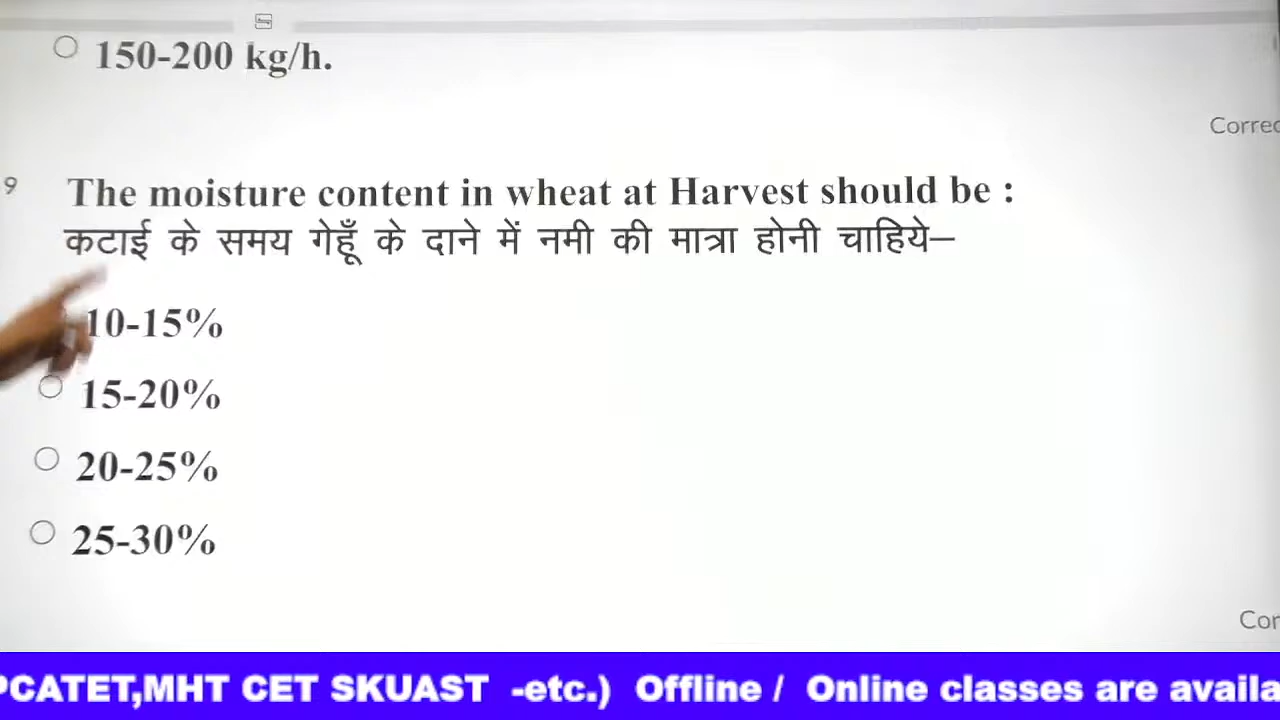 150-200 kg/h.
Correc
9 The moisture content in wheat at Harvest should be :
कटाई के समय गेहूँ के दाने में नमी की मात्रा होनी चाहिये–
10-15%
15-20%
20-25%
25-30%
Cor
PCATET,MHT CET SKUAST -etc.) Offline / Online classes are availa